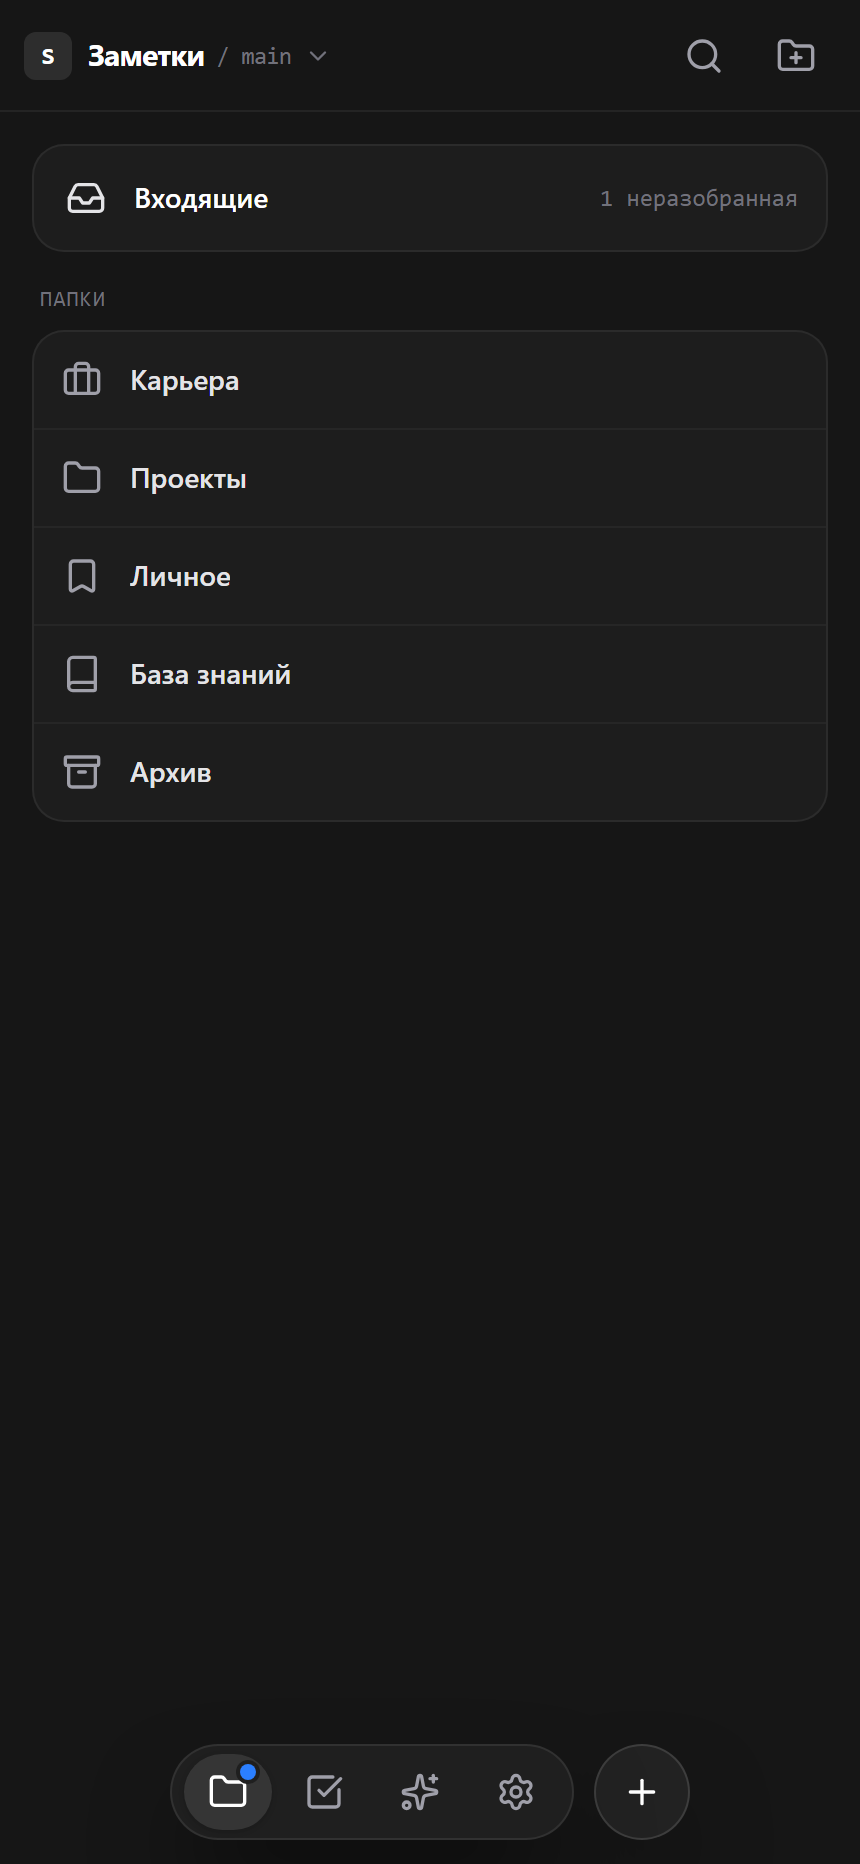 S Заметки / main
Входящие 1 неразобранная
ПАПКИ
Карьера
Проекты
Личное
База знаний
Архив